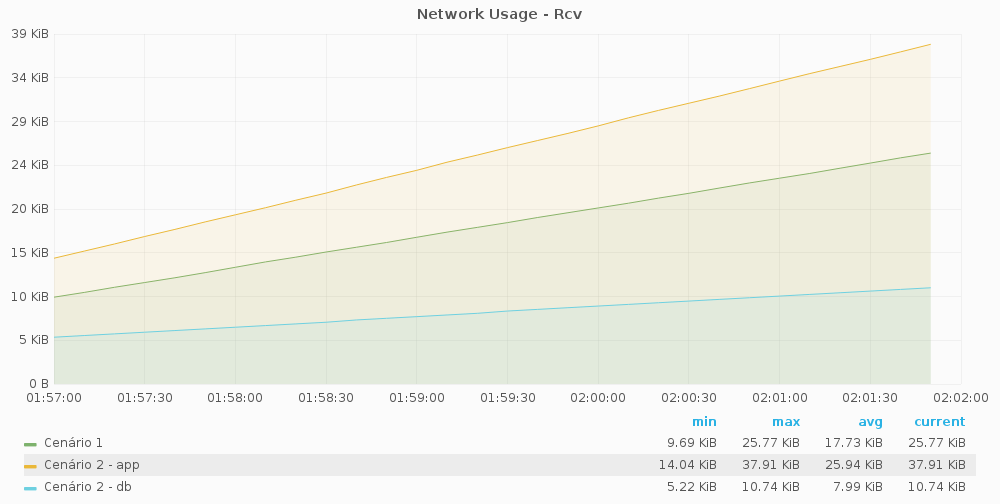 Network Usage - Rcv
39 KiB
34 KiB
29 KiB
24 KiB
20 KiB
15 KiB
10 KiB
5 KiB
0 B
01:57:00 01:57:30 01:58:00 01:58:30 01:59:00 01:59:30 02:00:00 02:00:30 02:01:00 02:01:30 02:02:00
min max avg current
Cenário 1 9.69 KiB 25.77 KiB 17.73 KiB 25.77 KiB
Cenário 2 - app 14.04 KiB 37.91 KiB 25.94 KiB 37.91 KiB
Cenário 2 - db 5.22 KiB 10.74 KiB 7.99 KiB 10.74 KiB